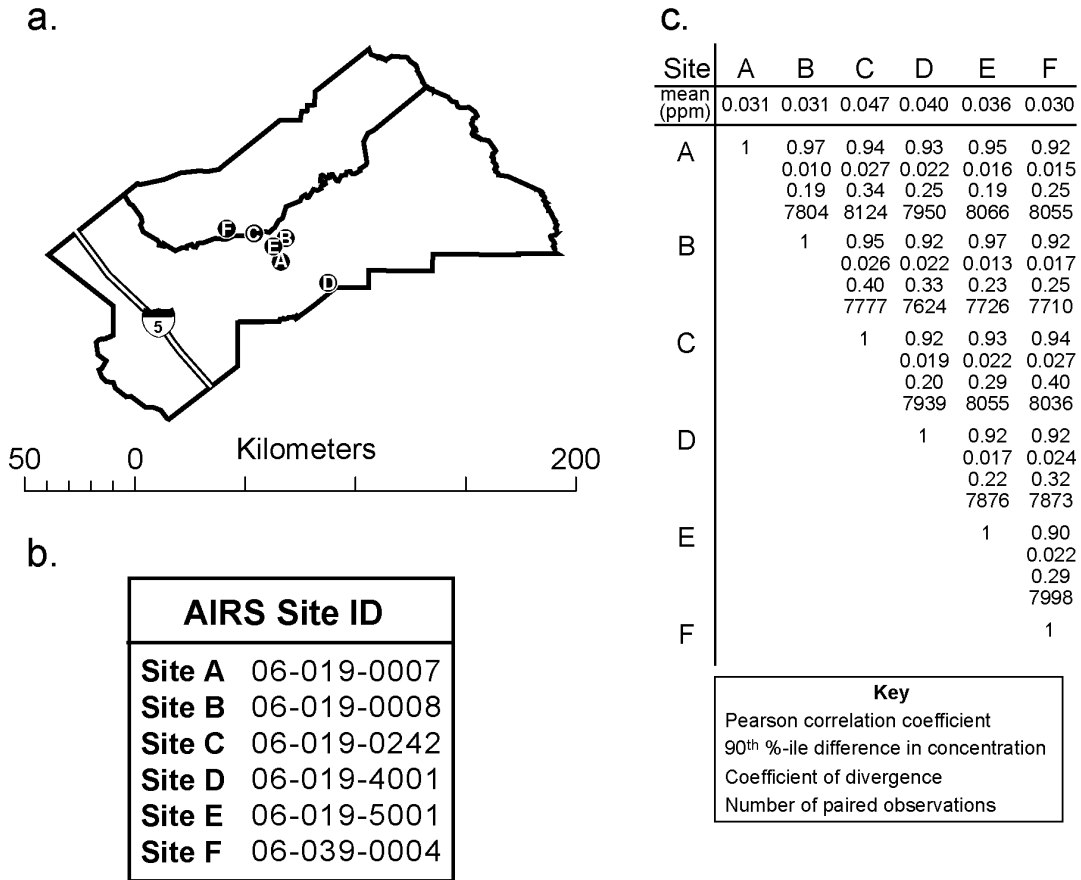 a.
F
C
B
E
A
D
5
Kilometers
50 0 200
b.
AIRS Site ID
Site A 06-019-0007
Site B 06-019-0008
Site C 06-019-0242
Site D 06-019-4001
Site E 06-019-5001
Site F 06-039-0004
c.
Site A B C D E F
mean
(ppm) 0.031 0.031 0.047 0.040 0.036 0.030
A 1 0.97 0.94 0.93 0.95 0.92
0.010 0.027 0.022 0.016 0.015
0.19 0.34 0.25 0.19 0.25
7804 8124 7950 8066 8055
B 1 0.95 0.92 0.97 0.92
0.026 0.022 0.013 0.017
0.40 0.33 0.23 0.25
7777 7624 7726 7710
C 1 0.92 0.93 0.94
0.019 0.022 0.027
0.20 0.29 0.40
7939 8055 8036
D 1 0.92 0.92
0.017 0.024
0.22 0.32
7876 7873
E 1 0.90
0.022
0.29
7998
F 1
Key
Pearson correlation coefficient
90th %-ile difference in concentration
Coefficient of divergence
Number of paired observations